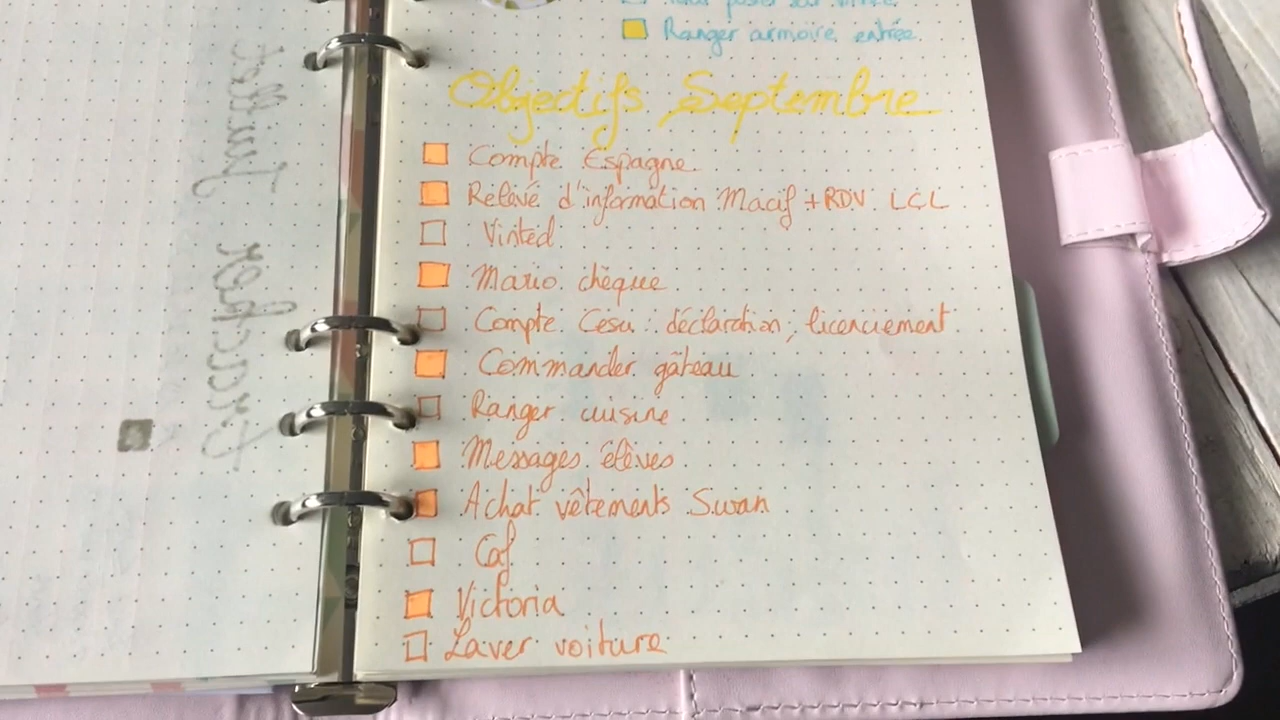 Ranger armoire entrée
Objectifs Septembre
Compte Espagne
Relevé d'information Macif + RDV LCL
Vinted
Mario chèque
Compte Cesu : déclaration, licenciement
Commander gâteau
Ranger cuisine
Messages élèves
Achat vêtements Swan
Caf
Victoria
Laver voiture